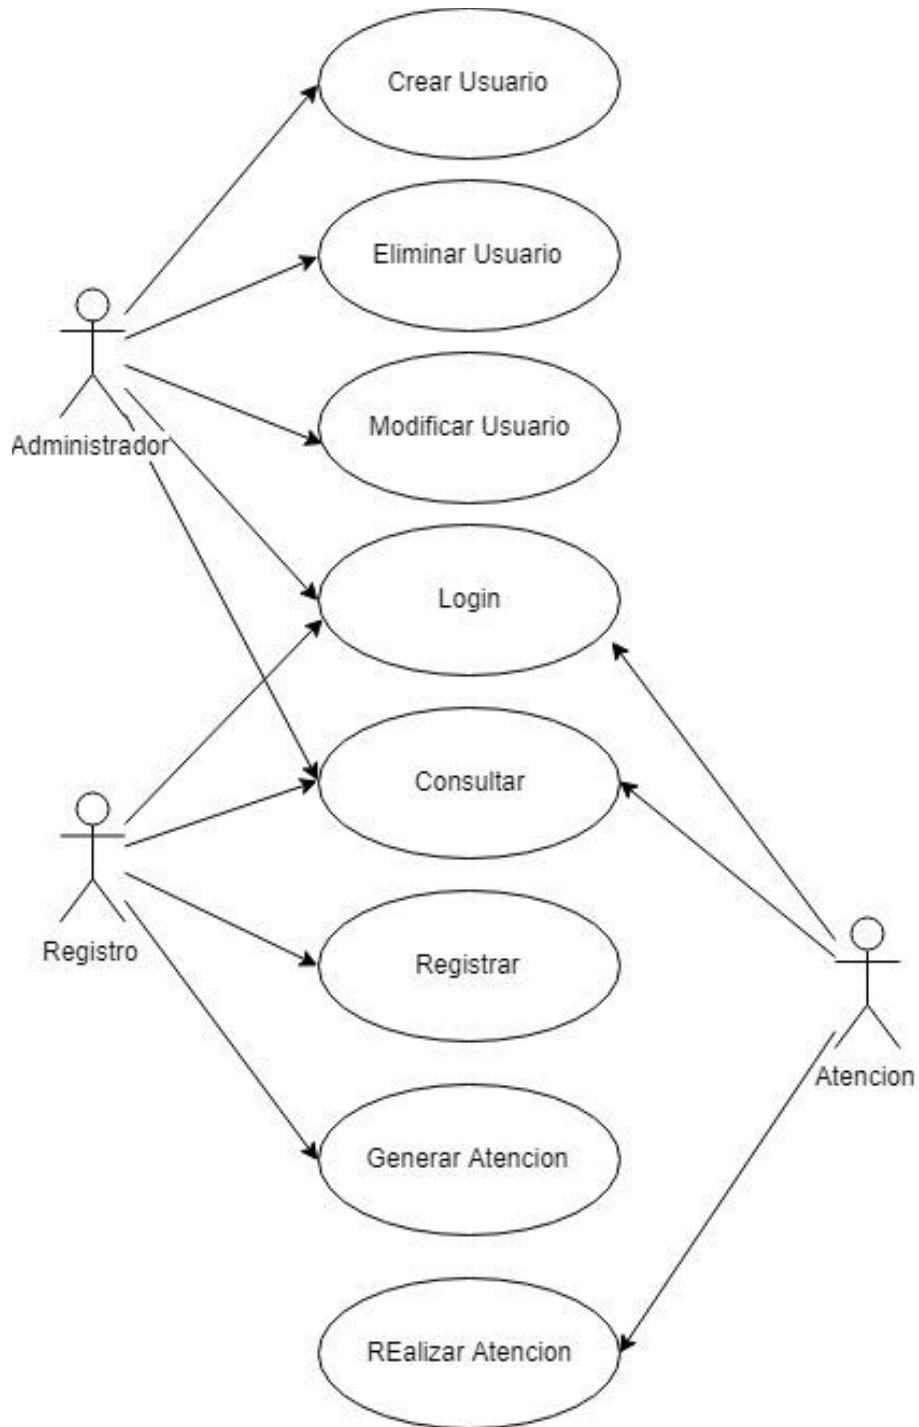 Crear Usuario
Eliminar Usuario
Modificar Usuario
Administrador
Login
Consultar
Registro
Registrar
Atencion
Generar Atencion
REalizar Atencion